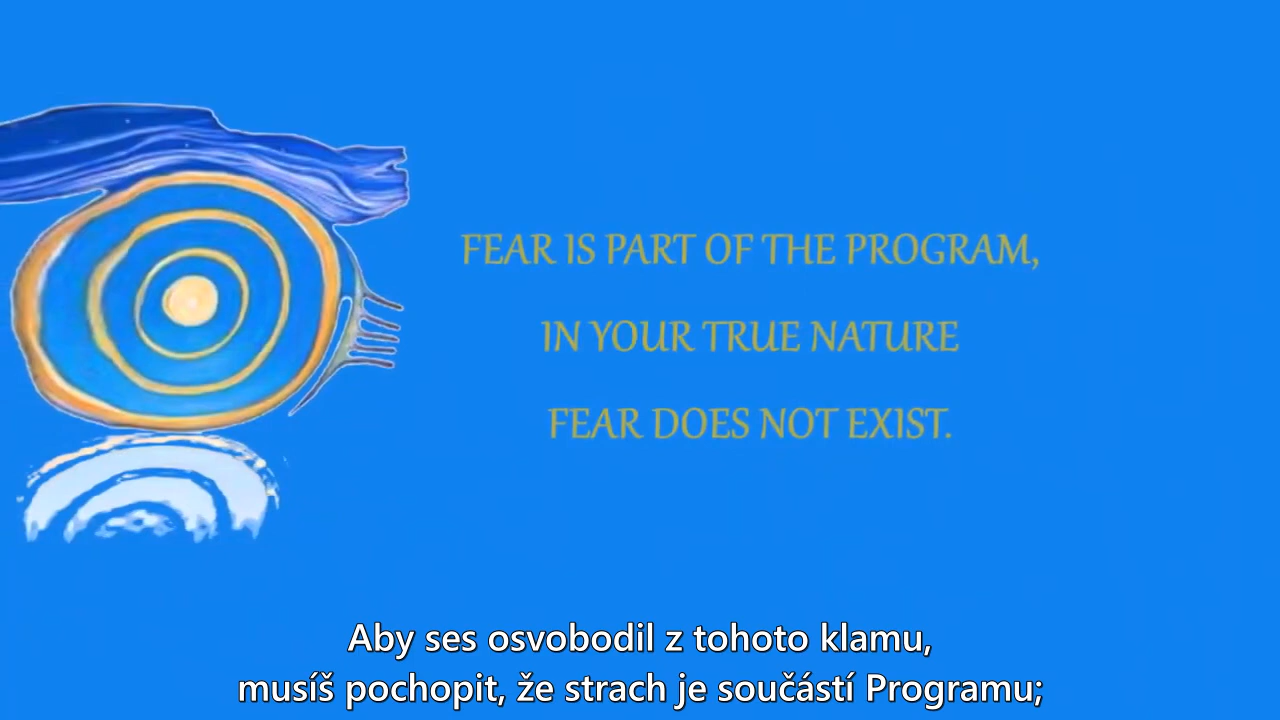 FEAR IS PART OF THE PROGRAM,
IN YOUR TRUE NATURE
FEAR DOES NOT EXIST.
Aby ses osvobodil z tohoto klamu,
musíš pochopit, že strach je součástí Programu;